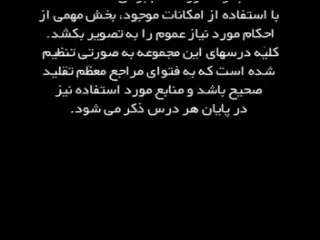 با استفاده از امکانات موجود، بخش مهمی از
احکام مورد نیاز عموم را به تصویر بکشد.
کلیّه درسهای این مجموعه به صورتی تنظیم
شده است که به فتوای مراجع معظّم تقلید
صحیح باشد و منابع مورد استفاده نیز
در پایان هر درس ذکر می شود.